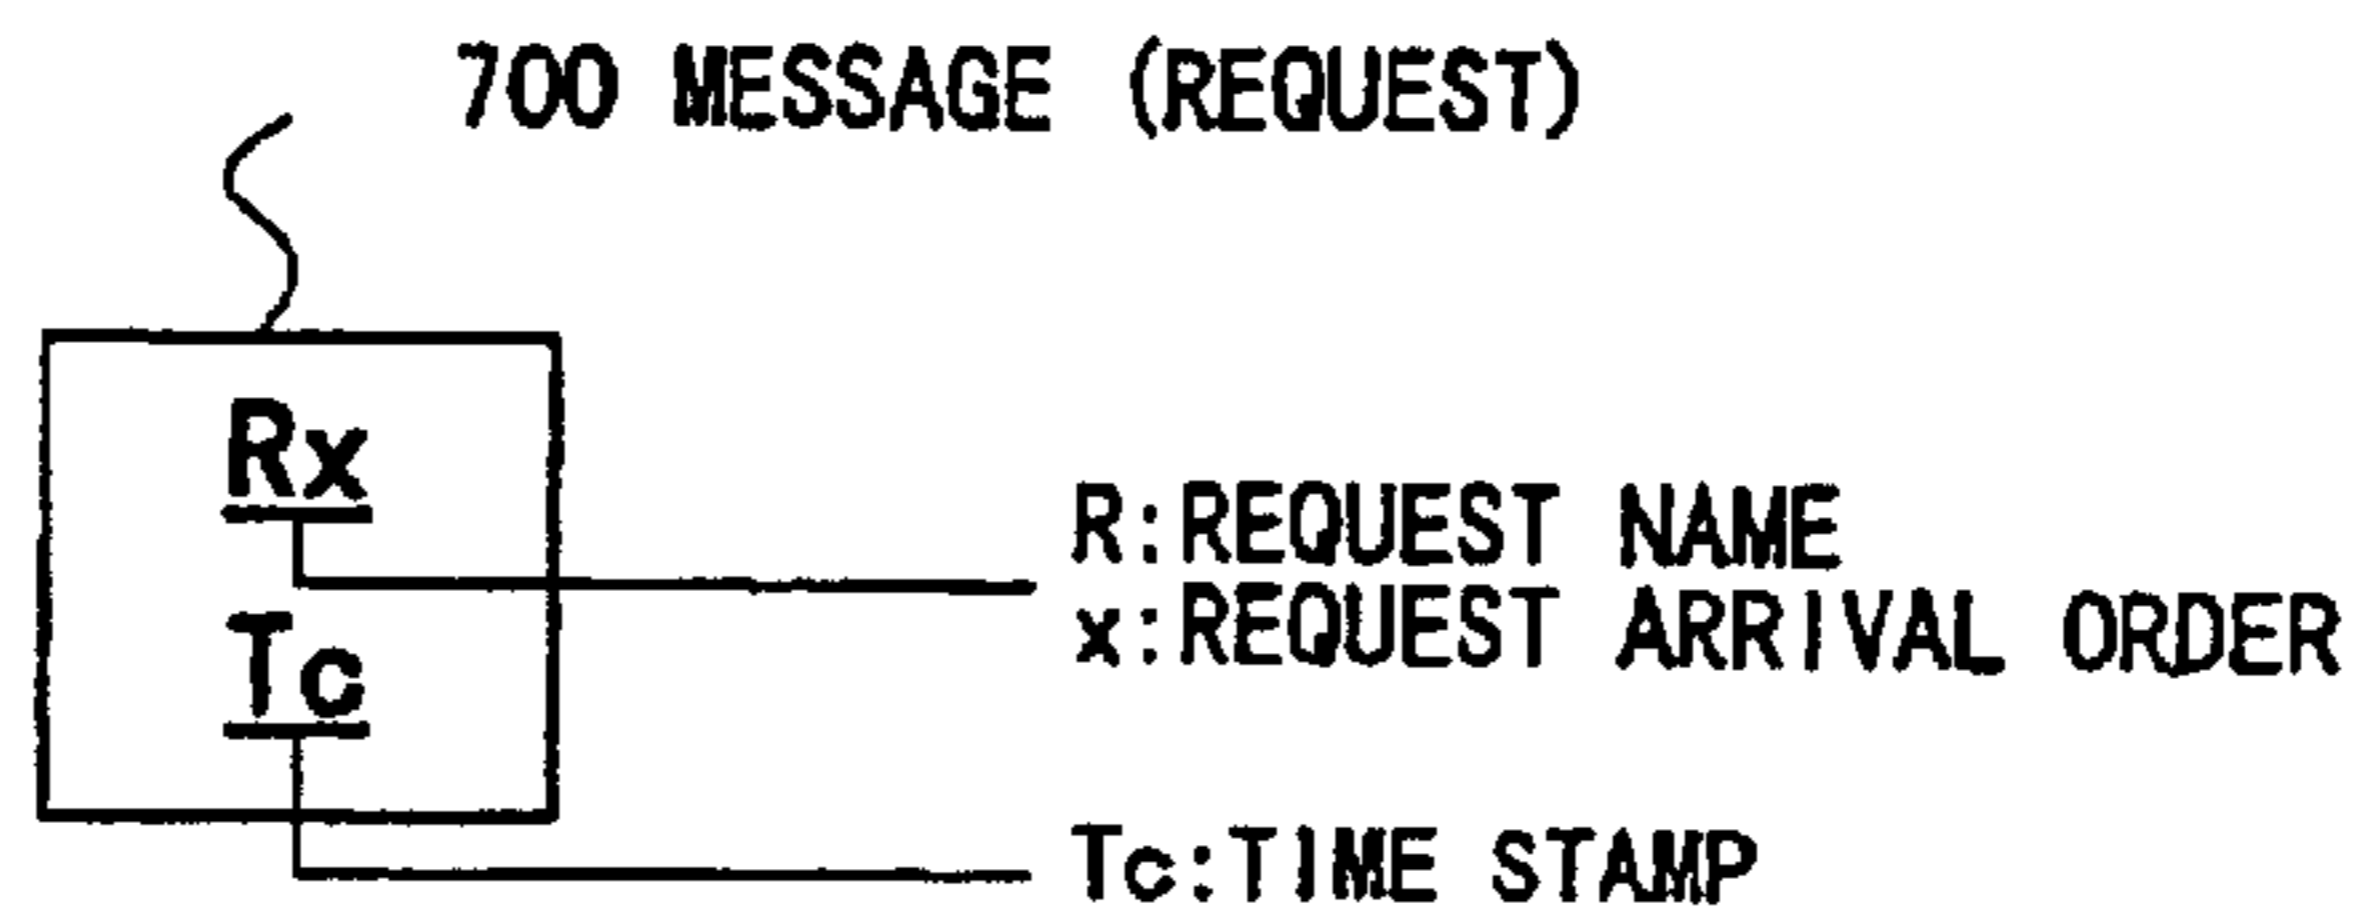 700 MESSAGE (REQUEST)
Rx
R:REQUEST NAME
x:REQUEST ARRIVAL ORDER
Tc
Tc:TIME STAMP